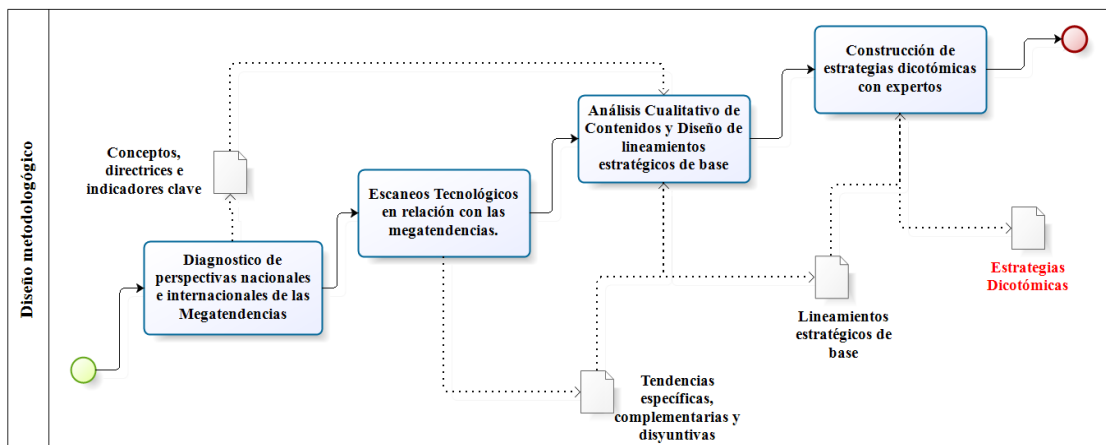 Diseño metodologógico
Conceptos,
directrices e
indicadores clave
Diagnostico de
perspectivas nacionales
e internacionales de las
Megatendencias
Escaneos Tecnológicos
en relación con las
megatendencias.
Análisis Cualitativo de
Contenidos y Diseño de
lineamientos
estratégicos de base
Construcción de
estrategias dicotómicas
con expertos
Tendencias
específicas,
complementarias y
disyuntivas
Lineamientos
estratégicos de
base
Estrategias
Dicotómicas